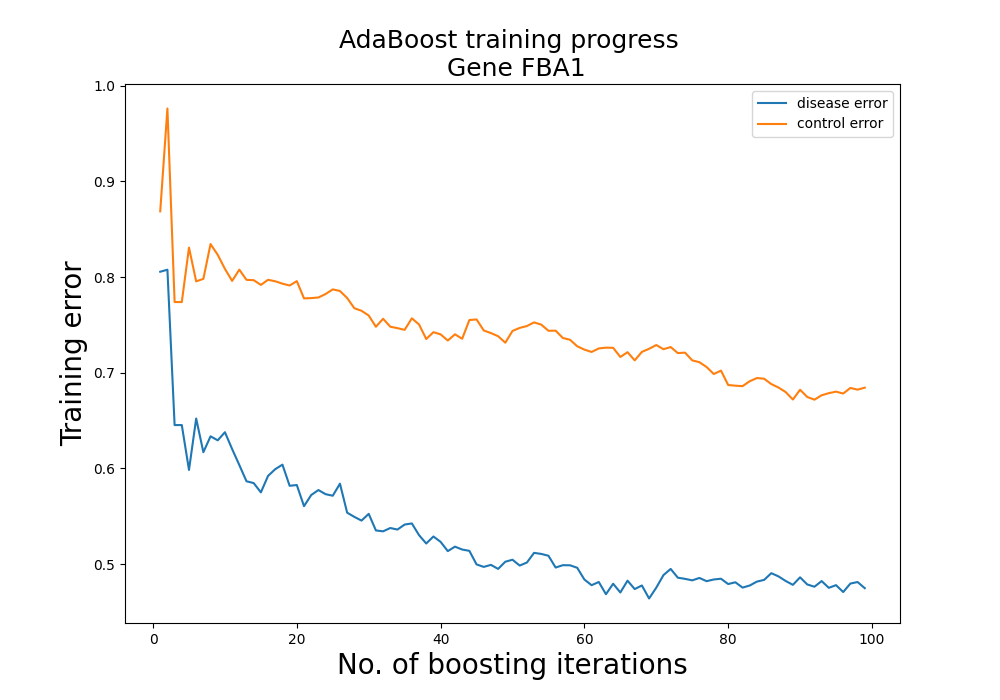 AdaBoost training progress
Gene FBA1
disease error
control error
Training error
1.0
0.9
0.8
0.7
0.6
0.5
0 20 40 60 80 100
No. of boosting iterations